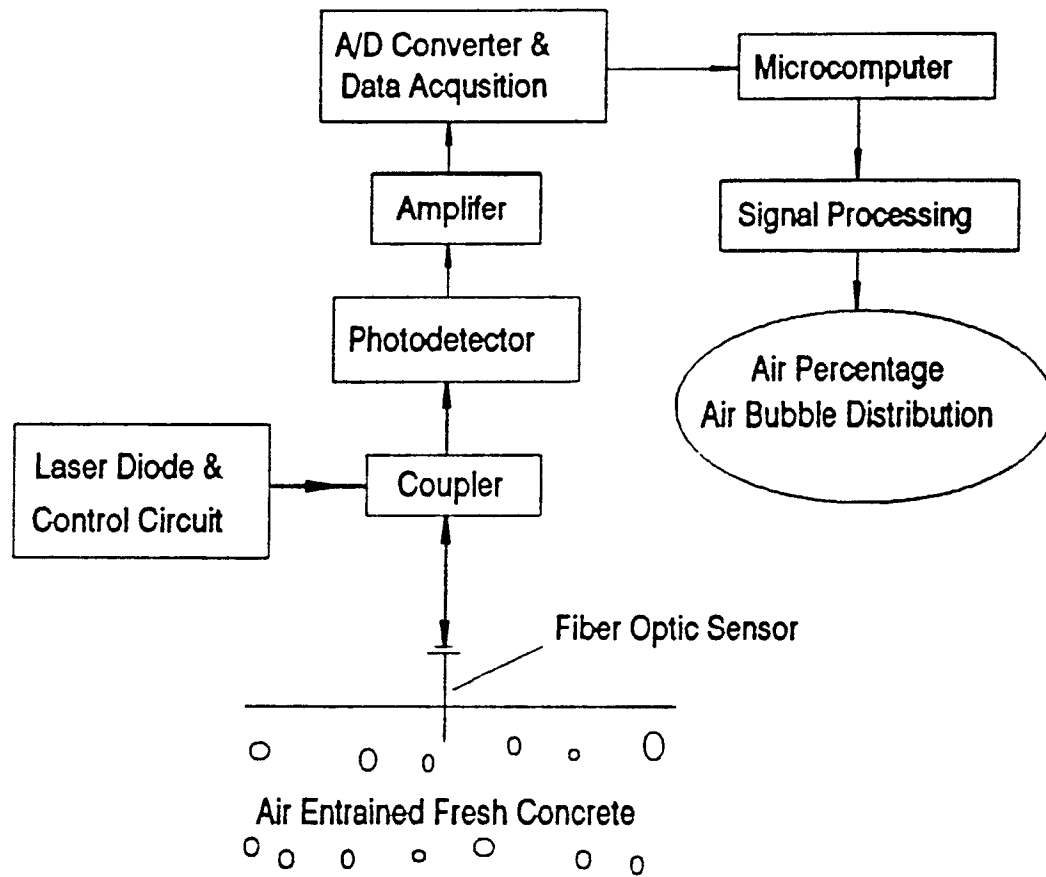 A/D Converter &
Data Acqusition
Microcomputer
Amplifer
Signal Processing
Photodetector
Air Percentage
Air Bubble Distribution
Laser Diode &
Control Circuit
Coupler
Fiber Optic Sensor
Air Entrained Fresh Concrete